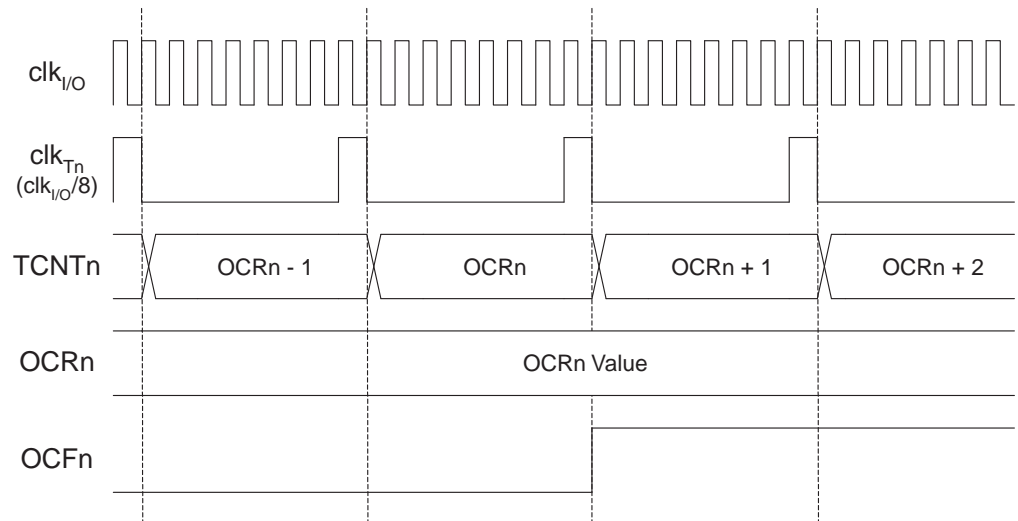 clkI/O
clkTn
(clkI/O/8)
TCNTn
OCRn - 1
OCRn
OCRn + 1
OCRn + 2
OCRn
OCRn Value
OCFn